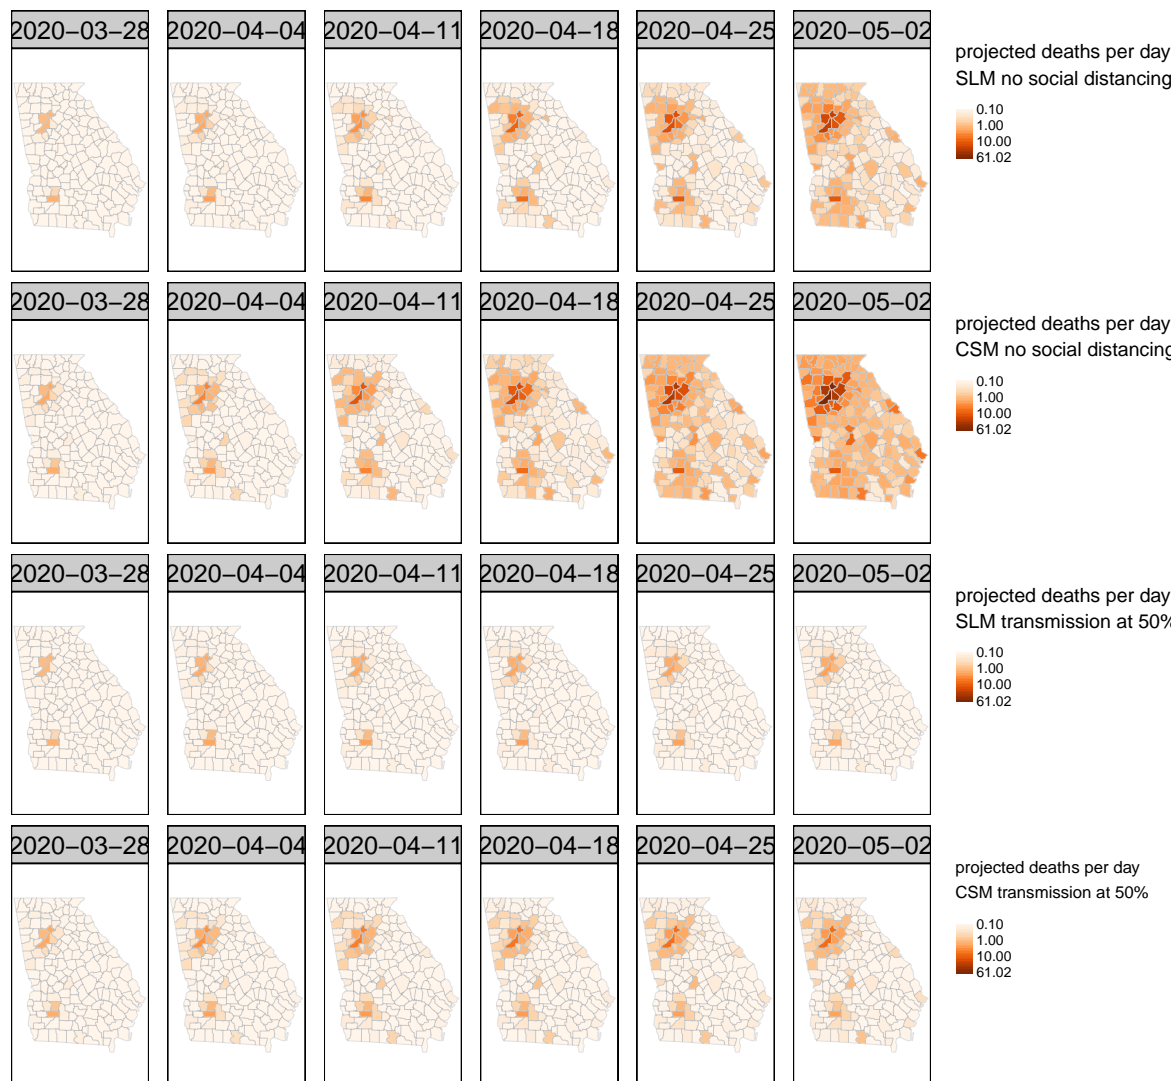 2020−03−28 2020−04−04 2020−04−11 2020−04−18 2020−04−25 2020−05−02
projected deaths per day
SLM no social distancing
0.10
1.00
10.00
61.02
2020−03−28 2020−04−04 2020−04−11 2020−04−18 2020−04−25 2020−05−02
projected deaths per day
CSM no social distancing
0.10
1.00
10.00
61.02
2020−03−28 2020−04−04 2020−04−11 2020−04−18 2020−04−25 2020−05−02
projected deaths per day
SLM transmission at 50%
0.10
1.00
10.00
61.02
2020−03−28 2020−04−04 2020−04−11 2020−04−18 2020−04−25 2020−05−02
projected deaths per day
CSM transmission at 50%
0.10
1.00
10.00
61.02